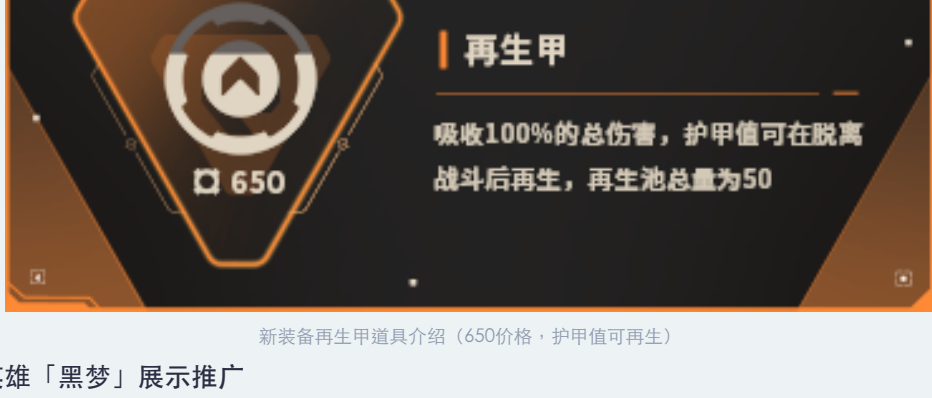 再生甲
650
吸收100%的总伤害，护甲值可在脱离
战斗后再生，再生池总量为50
新装备再生甲道具介绍（650价格，护甲值可再生）
雄「黑梦」展示推广